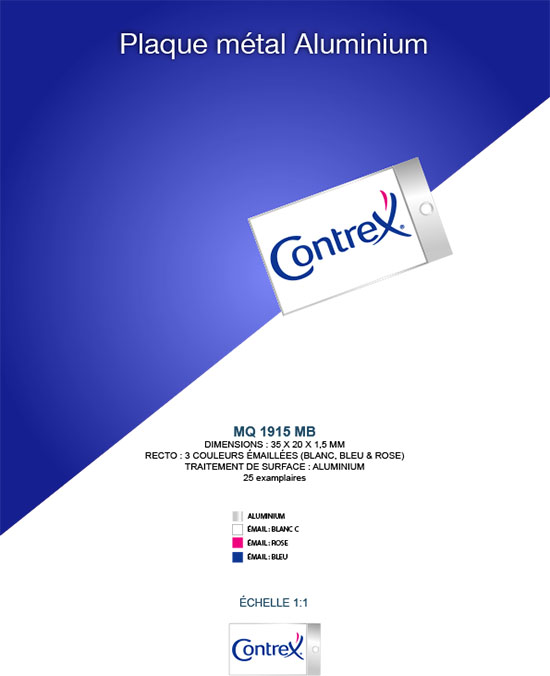 Plaque métal Aluminium
Contrex®
MQ 1915 MB
DIMENSIONS : 35 X 20 X 1,5 MM
RECTO : 3 COULEURS ÉMAILLÉES (BLANC, BLEU & ROSE)
TRAITEMENT DE SURFACE : ALUMINIUM
25 examplaires
ALUMINIUM
ÉMAIL : BLANC C
ÉMAIL : ROSE
ÉMAIL : BLEU
ÉCHELLE 1:1
Contrex